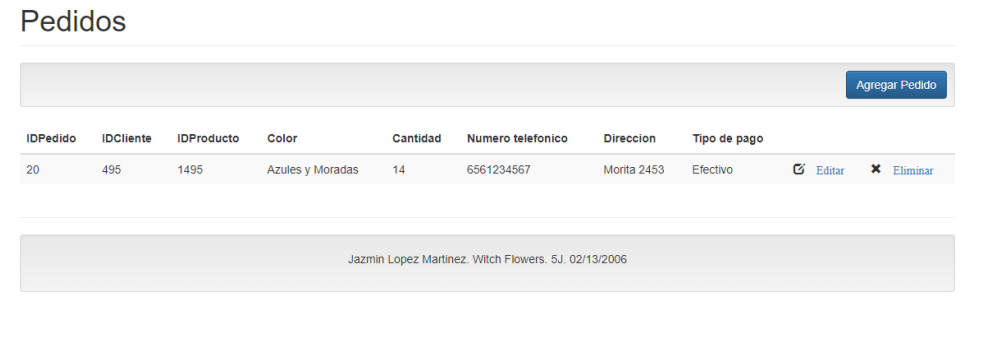 Pedidos
Agregar Pedido
IDPedido IDCliente IDProducto Color Cantidad Numero telefonico Direccion Tipo de pago
20 495 1495 Azules y Moradas 14 6561234567 Morita 2453 Efectivo Editar Eliminar
Jazmin Lopez Martinez. Witch Flowers. 5J. 02/13/2006